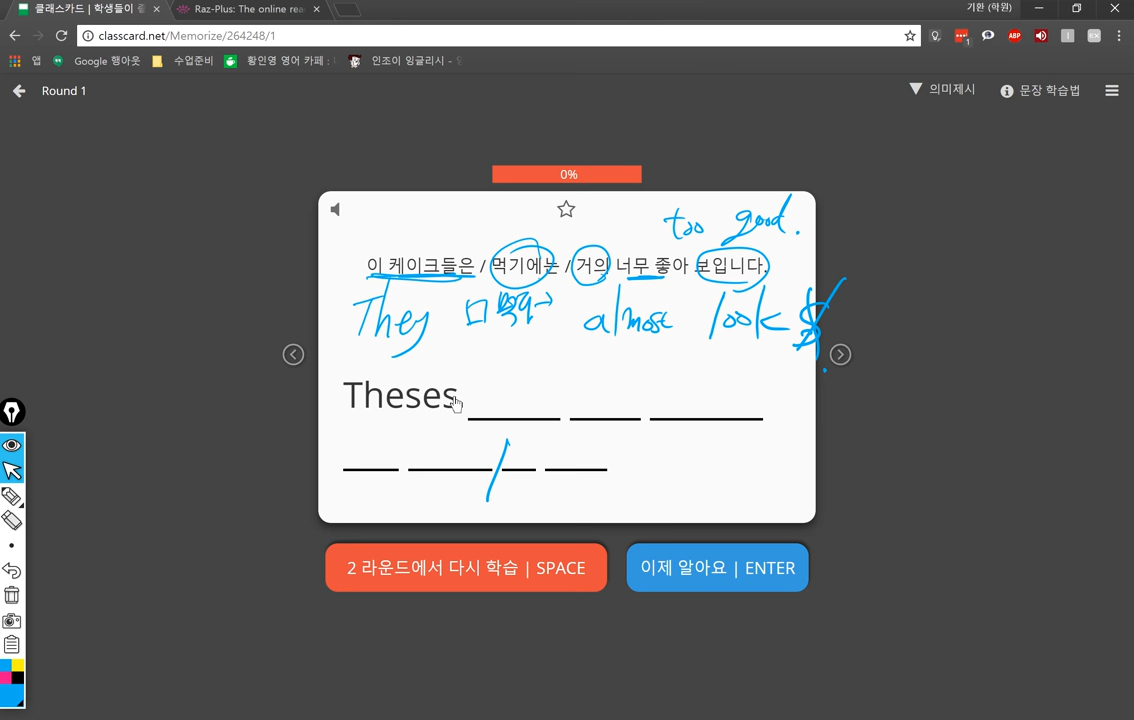 클래스카드 | 학생들이 클
Raz-Plus: The online rea
기환 (학원)
classcard.net/Memorize/264248/1
앱
Google 행아웃
수업준비
황인영 영어 카페 :
인조이 잉글리시 -
Round 1
의미제시
문장 학습법
0%
too good.
이 케이크들은 / 먹기에는 / 거의 너무 좋아 보입니다.
They almost look
Theses
2 라운드에서 다시 학습 | SPACE
이제 알아요 | ENTER